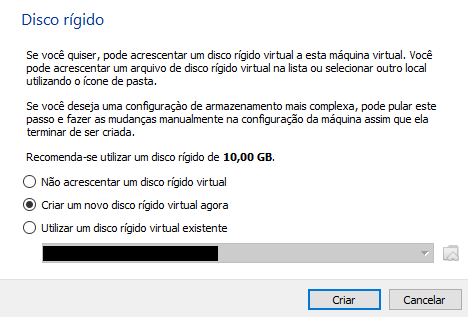 Disco rígido
Se você quiser, pode acrescentar um disco rígido virtual a esta máquina virtual. Você
pode acrescentar um arquivo de disco rígido virtual na lista ou selecionar outro local
utilizando o ícone de pasta.
Se você deseja uma configuraçào de armazenamento mais complexa, pode pular este
passo e fazer as mudanças manualmente na configuração da máquina assim que ela
terminar de ser criada.
Recomenda-se utilizar um disco rígido de 10,00 GB.
Não acrescentar um disco rígido virtual
Criar um novo disco rígido virtual agora
Utilizar um disco rígido virtual existente
Criar
Cancelar